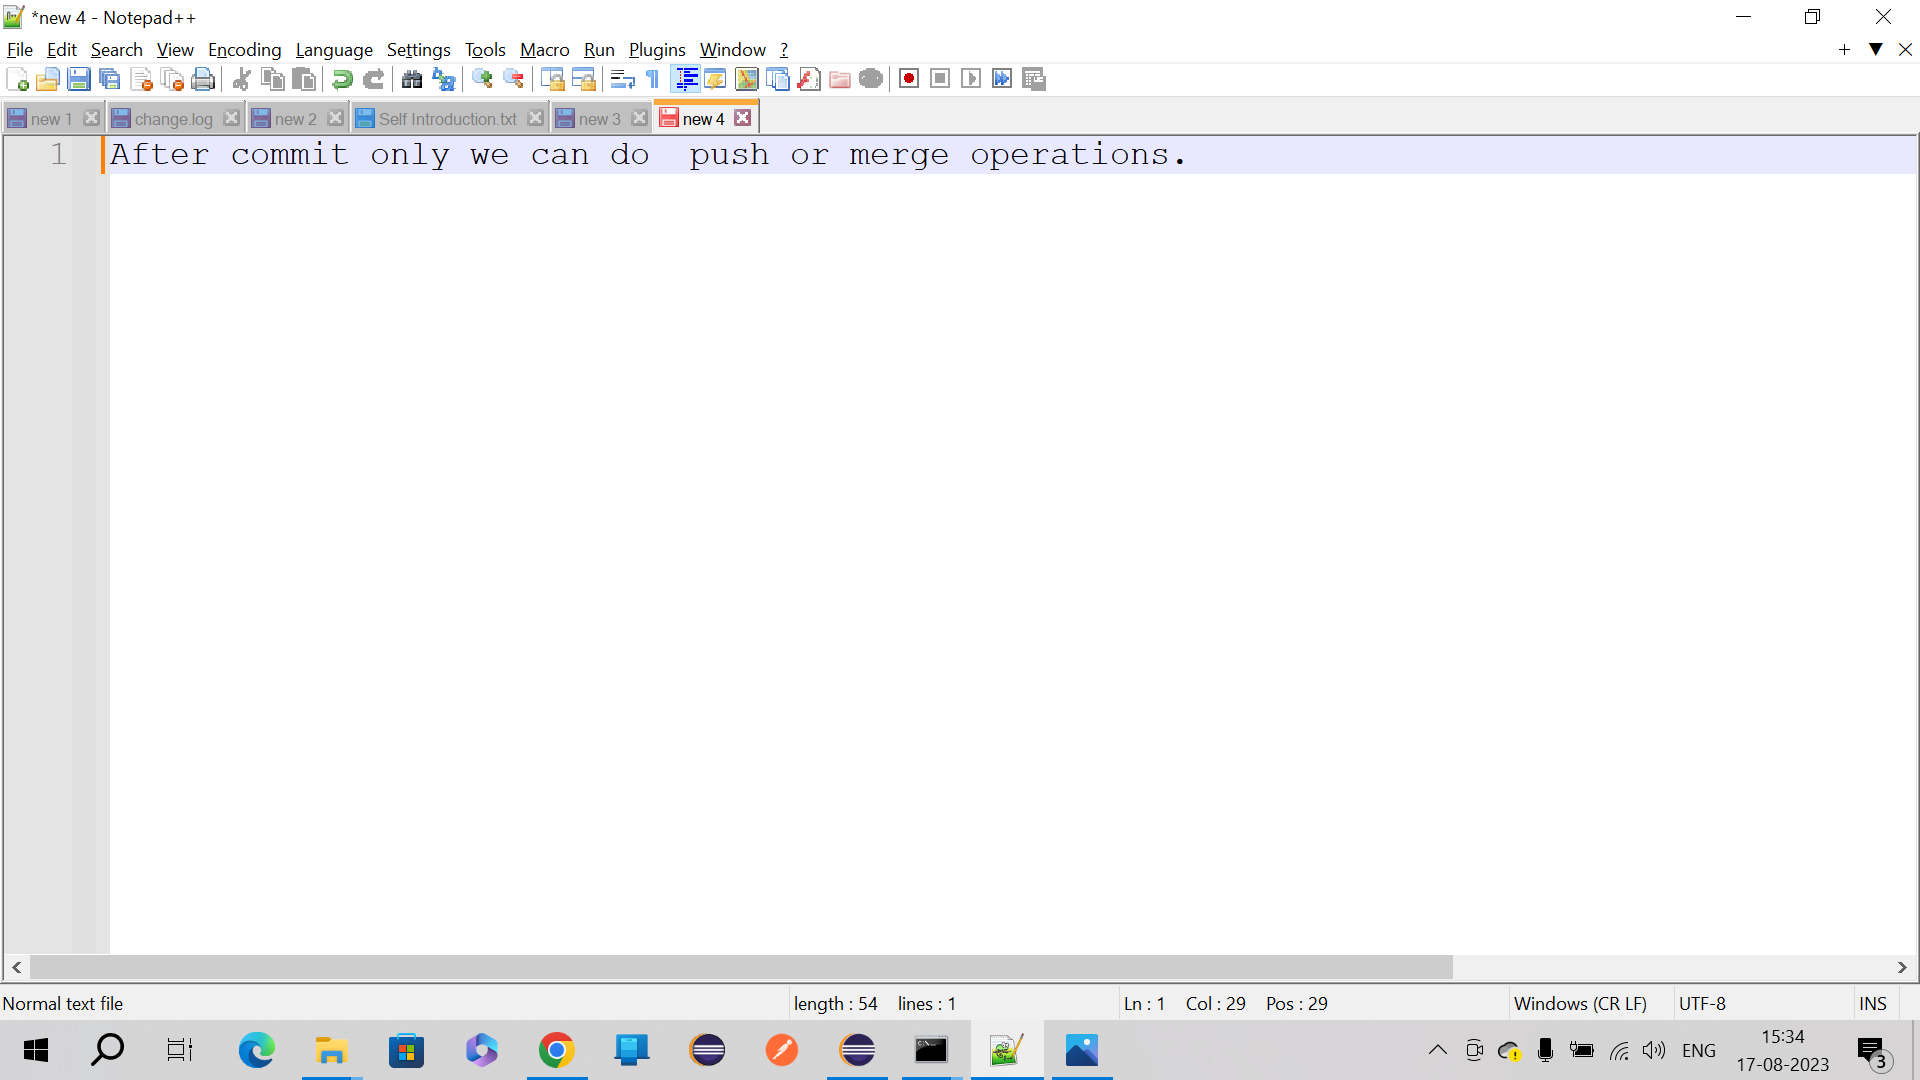 *new 4 - Notepad++
File Edit Search View Encoding Language Settings Tools Macro Run Plugins Window ?
new 1 change.log new 2 Self Introduction.txt new 3 new 4
1 After commit only we can do  push or merge operations.
Normal text file length : 54 lines : 1 Ln : 1 Col : 29 Pos : 29 Windows (CR LF) UTF-8 INS
ENG
15:34
17-08-2023
3